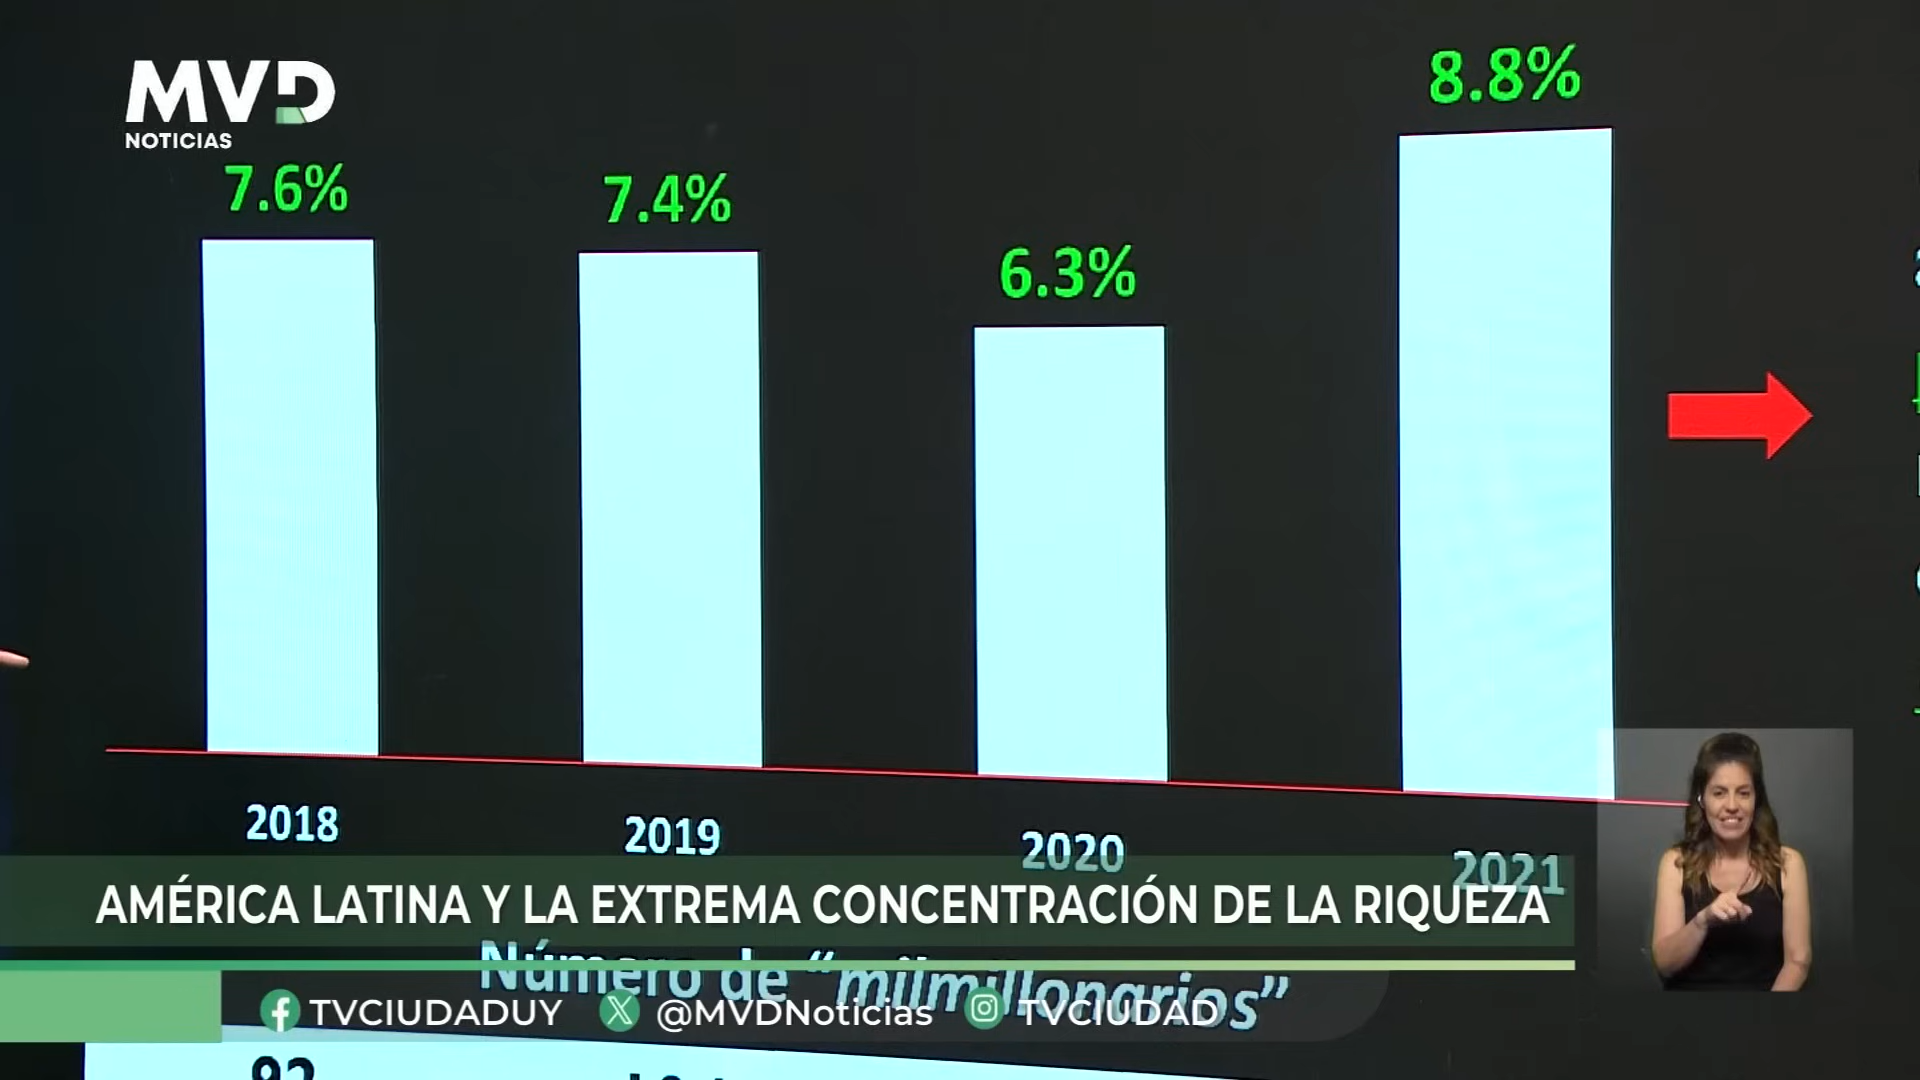 MVD
NOTICIAS
7.6%
7.4%
6.3%
8.8%
2018
2019
2020
2021
AMÉRICA LATINA Y LA EXTREMA CONCENTRACIÓN DE LA RIQUEZA
Número de "milmillonarios"
TVCIUDADUY
@MVDNoticias
TVCIUDAD
92